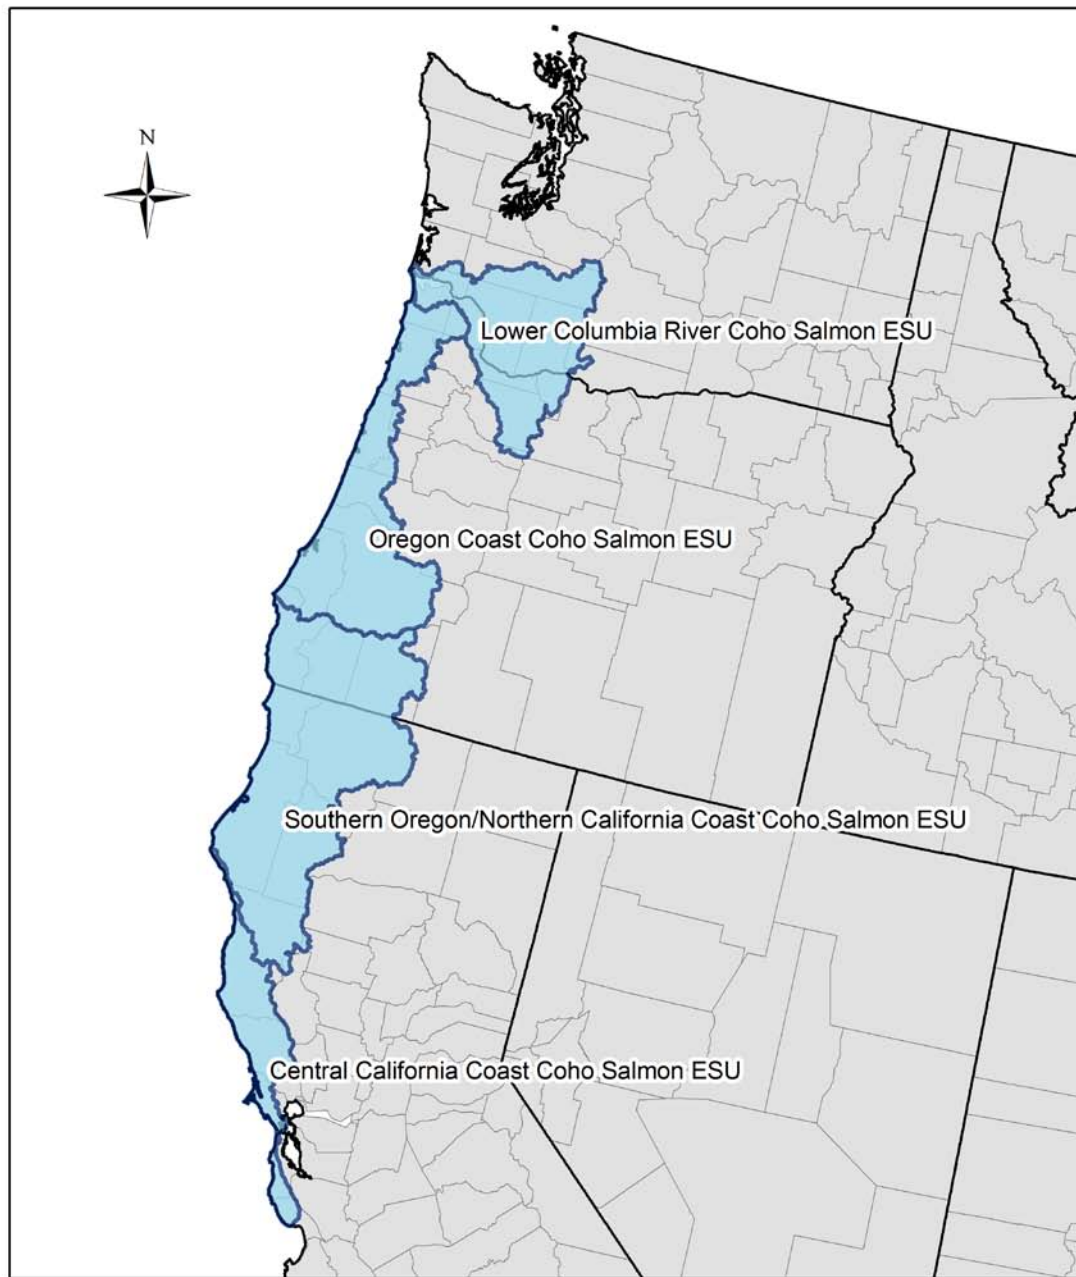 N
Lower Columbia River Coho Salmon ESU
Oregon Coast Coho Salmon ESU
Southern Oregon/Northern California Coast Coho Salmon ESU
Central California Coast Coho Salmon ESU